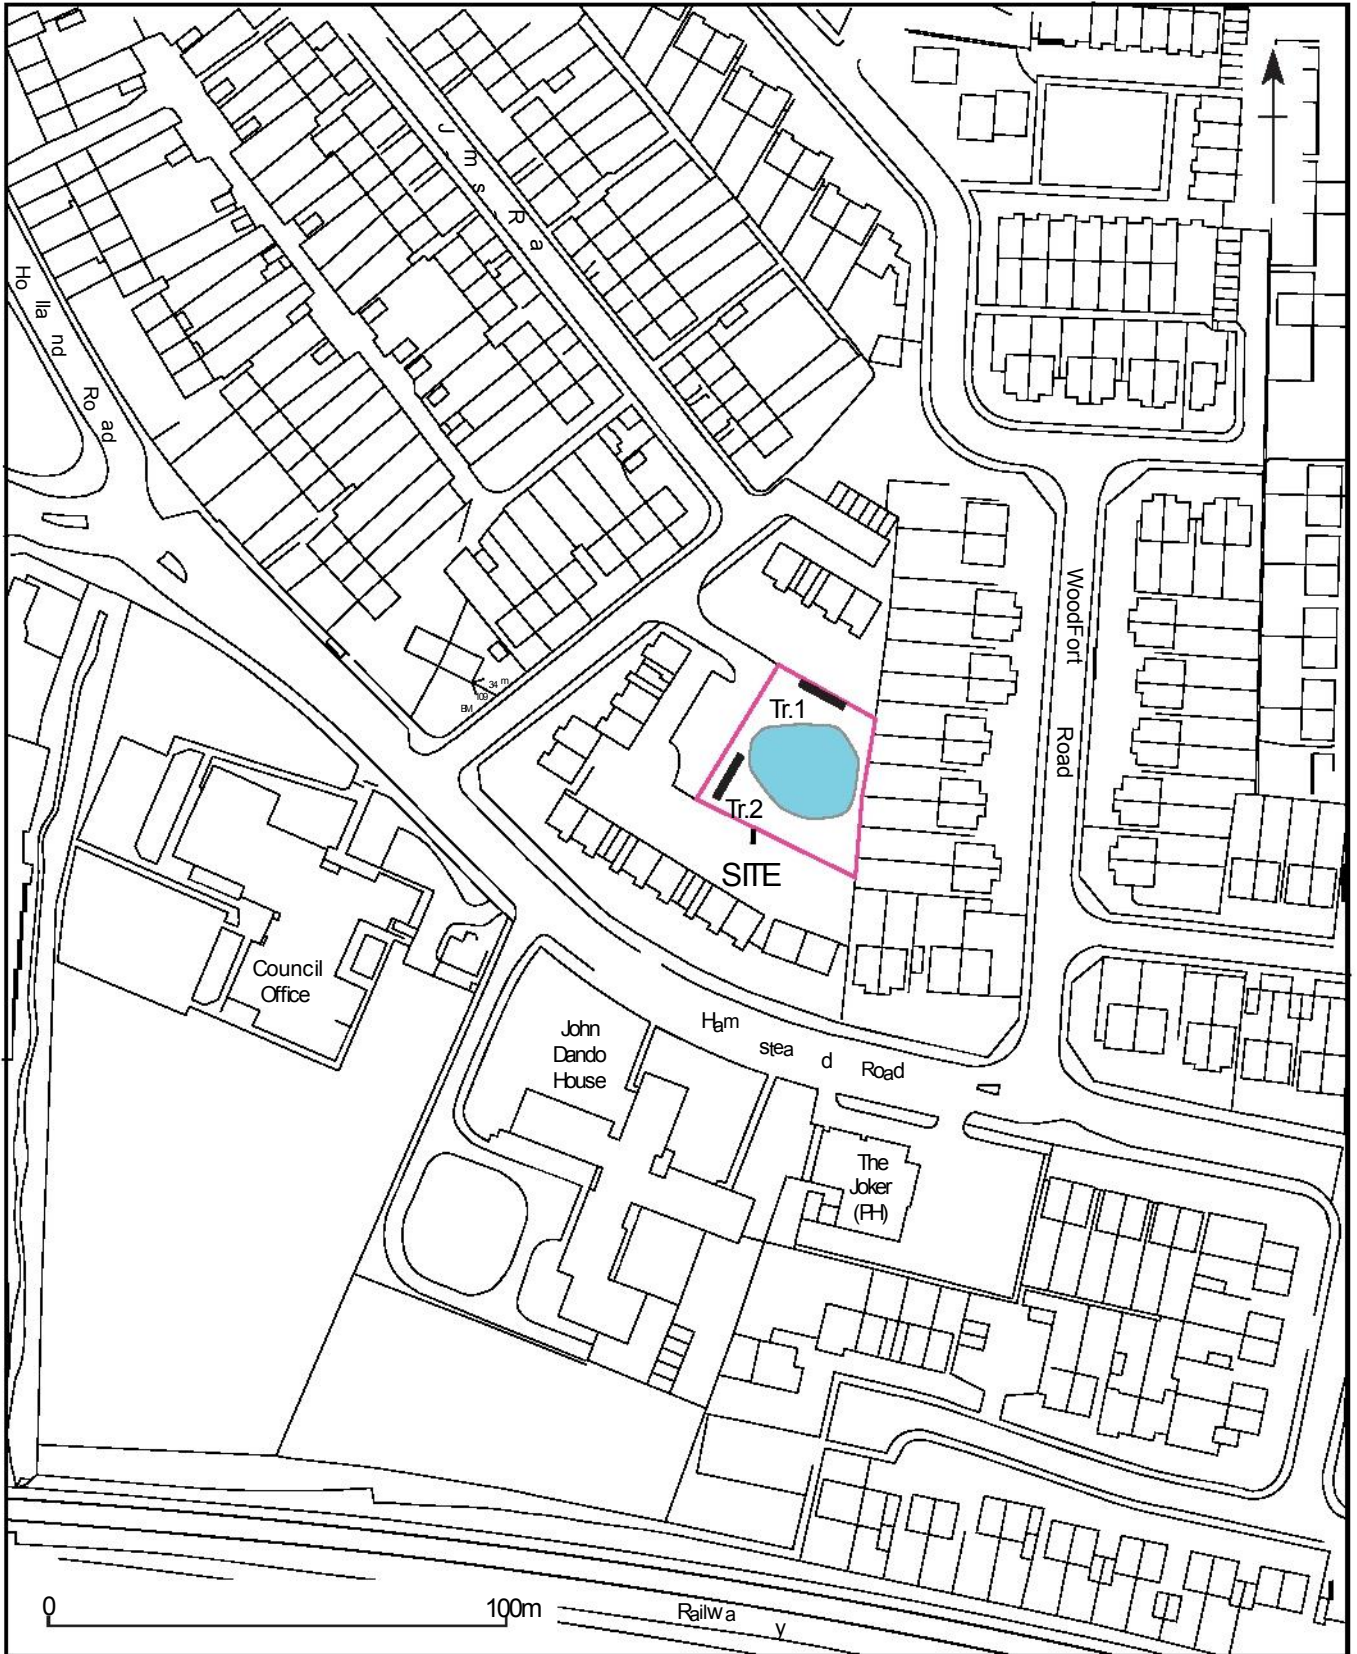 J m s R a
Ho lla nd Ro ad
WoodFort Road
34 m
109
BM
Tr.1
Tr.2
SITE
Council
Office
John
Dando
House
Ham stea d Road
The
Joker
(PH)
0 100m
Railwa y